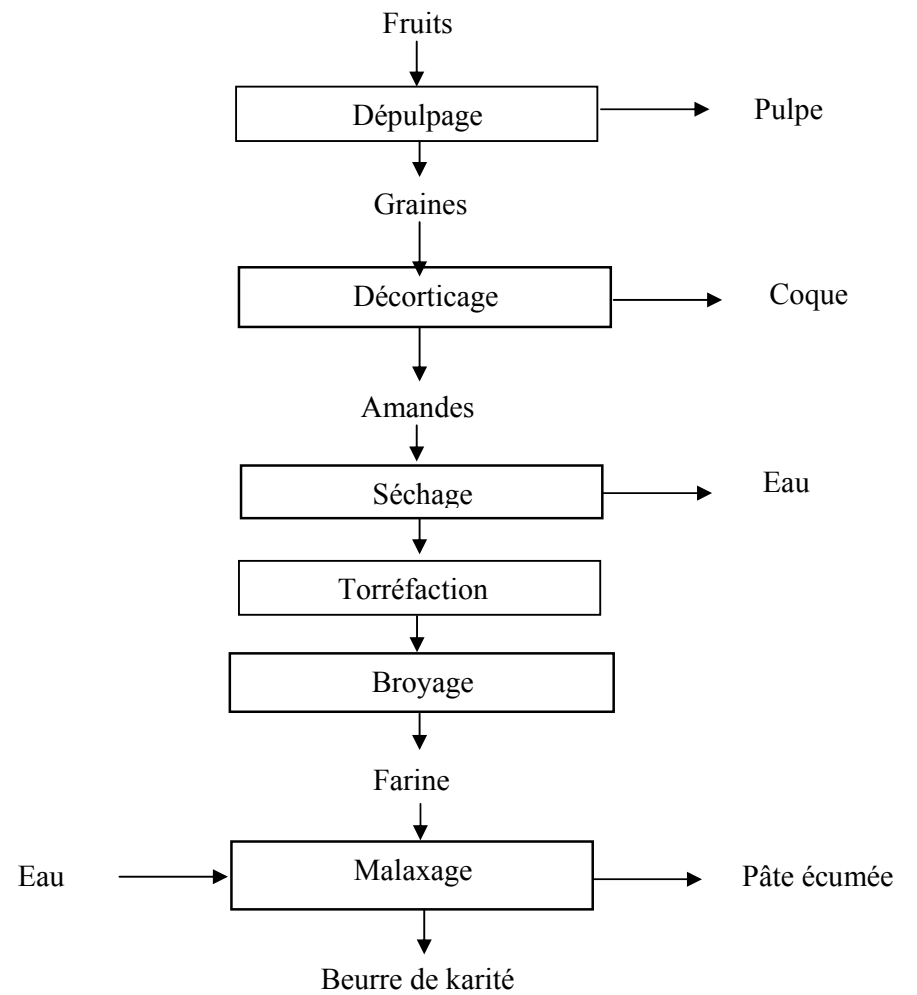 Fruits
Dépulpage
Pulpe
Graines
Décorticage
Coque
Amandes
Séchage
Eau
Torréfaction
Broyage
Farine
Eau
Malaxage
Pâte écumée
Beurre de karité